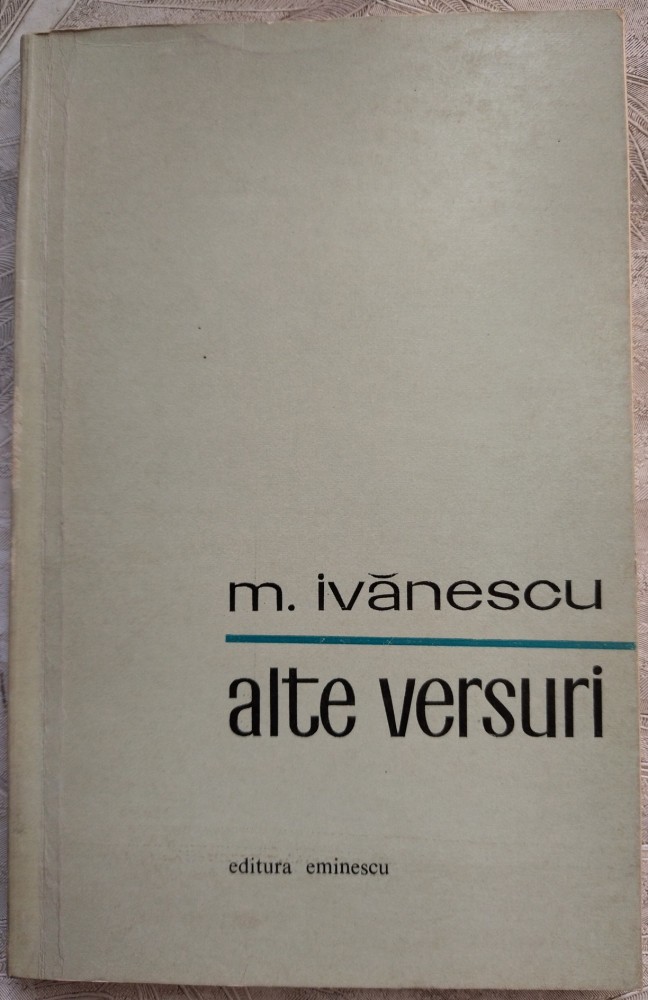 m. ivănescu
alte versuri
editura eminescu